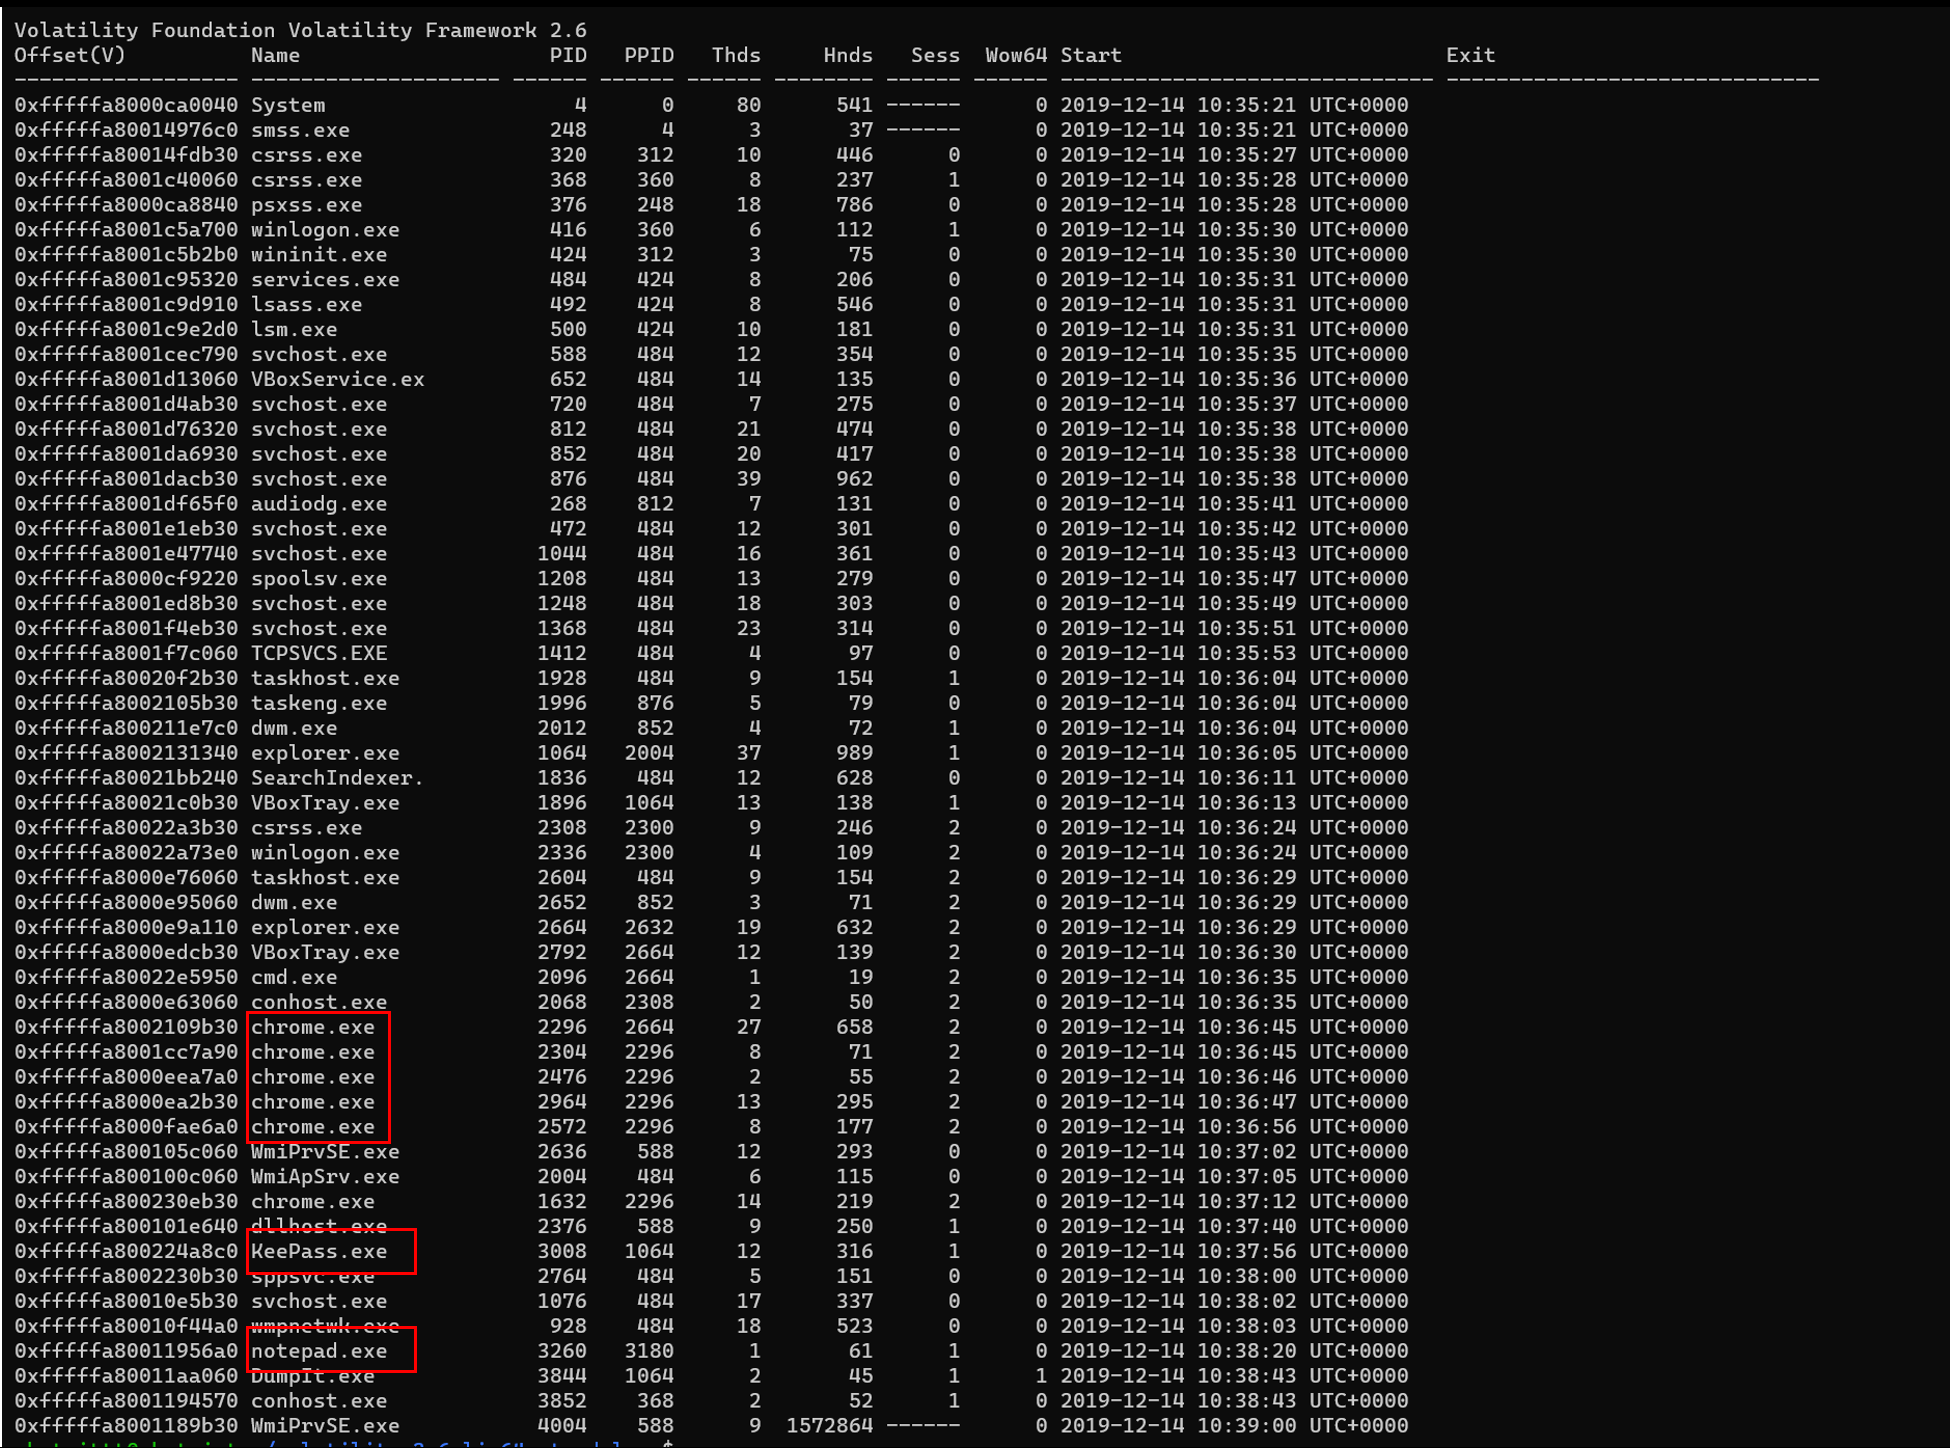 Volatility Foundation Volatility Framework 2.6
Offset(V) Name PID PPID Thds Hnds Sess Wow64 Start Exit
------------------ -------------------- ------ ------ ------ -------- ------ ------ ------------------------------ ------------------------------
0xfffffa8000ca0040 System 4 0 80 541 ------ 0 2019-12-14 10:35:21 UTC+0000
0xfffffa80014976c0 smss.exe 248 4 3 37 ------ 0 2019-12-14 10:35:21 UTC+0000
0xfffffa80014fdb30 csrss.exe 320 312 10 446 0 0 2019-12-14 10:35:27 UTC+0000
0xfffffa8001c40060 csrss.exe 368 360 8 237 1 0 2019-12-14 10:35:28 UTC+0000
0xfffffa8000ca8840 psxss.exe 376 248 18 786 0 0 2019-12-14 10:35:28 UTC+0000
0xfffffa8001c5a700 winlogon.exe 416 360 6 112 1 0 2019-12-14 10:35:30 UTC+0000
0xfffffa8001c5b2b0 wininit.exe 424 312 3 75 0 0 2019-12-14 10:35:30 UTC+0000
0xfffffa8001c95320 services.exe 484 424 8 206 0 0 2019-12-14 10:35:31 UTC+0000
0xfffffa8001c9d910 lsass.exe 492 424 8 546 0 0 2019-12-14 10:35:31 UTC+0000
0xfffffa8001c9e2d0 lsm.exe 500 424 10 181 0 0 2019-12-14 10:35:31 UTC+0000
0xfffffa8001cec790 svchost.exe 588 484 12 354 0 0 2019-12-14 10:35:35 UTC+0000
0xfffffa8001d13060 VBoxService.ex 652 484 14 135 0 0 2019-12-14 10:35:36 UTC+0000
0xfffffa8001d4ab30 svchost.exe 720 484 7 275 0 0 2019-12-14 10:35:37 UTC+0000
0xfffffa8001d76320 svchost.exe 812 484 21 474 0 0 2019-12-14 10:35:38 UTC+0000
0xfffffa8001da6930 svchost.exe 852 484 20 417 0 0 2019-12-14 10:35:38 UTC+0000
0xfffffa8001dacb30 svchost.exe 876 484 39 962 0 0 2019-12-14 10:35:38 UTC+0000
0xfffffa8001df65f0 audiodg.exe 268 812 7 131 0 0 2019-12-14 10:35:41 UTC+0000
0xfffffa8001e1eb30 svchost.exe 472 484 12 301 0 0 2019-12-14 10:35:42 UTC+0000
0xfffffa8001e47740 svchost.exe 1044 484 16 361 0 0 2019-12-14 10:35:43 UTC+0000
0xfffffa8000cf9220 spoolsv.exe 1208 484 13 279 0 0 2019-12-14 10:35:47 UTC+0000
0xfffffa8001ed8b30 svchost.exe 1248 484 18 303 0 0 2019-12-14 10:35:49 UTC+0000
0xfffffa8001f4eb30 svchost.exe 1368 484 23 314 0 0 2019-12-14 10:35:51 UTC+0000
0xfffffa8001f7c060 TCPSVCS.EXE 1412 484 4 97 0 0 2019-12-14 10:35:53 UTC+0000
0xfffffa80020f2b30 taskhost.exe 1928 484 9 154 1 0 2019-12-14 10:36:04 UTC+0000
0xfffffa8002105b30 taskeng.exe 1996 876 5 79 0 0 2019-12-14 10:36:04 UTC+0000
0xfffffa800211e7c0 dwm.exe 2012 852 4 72 1 0 2019-12-14 10:36:04 UTC+0000
0xfffffa8002131340 explorer.exe 1064 2004 37 989 1 0 2019-12-14 10:36:05 UTC+0000
0xfffffa80021bb240 SearchIndexer. 1836 484 12 628 0 0 2019-12-14 10:36:11 UTC+0000
0xfffffa80021c0b30 VBoxTray.exe 1896 1064 13 138 1 0 2019-12-14 10:36:13 UTC+0000
0xfffffa80022a3b30 csrss.exe 2308 2300 9 246 2 0 2019-12-14 10:36:24 UTC+0000
0xfffffa80022a73e0 winlogon.exe 2336 2300 4 109 2 0 2019-12-14 10:36:24 UTC+0000
0xfffffa8000e76060 taskhost.exe 2604 484 9 154 2 0 2019-12-14 10:36:29 UTC+0000
0xfffffa8000e95060 dwm.exe 2652 852 3 71 2 0 2019-12-14 10:36:29 UTC+0000
0xfffffa8000e9a110 explorer.exe 2664 2632 19 632 2 0 2019-12-14 10:36:29 UTC+0000
0xfffffa8000edcb30 VBoxTray.exe 2792 2664 12 139 2 0 2019-12-14 10:36:30 UTC+0000
0xfffffa80022e5950 cmd.exe 2096 2664 1 19 2 0 2019-12-14 10:36:35 UTC+0000
0xfffffa8000e63060 conhost.exe 2068 2308 2 50 2 0 2019-12-14 10:36:35 UTC+0000
0xfffffa8002109b30 chrome.exe 2296 2664 27 658 2 0 2019-12-14 10:36:45 UTC+0000
0xfffffa8001cc7a90 chrome.exe 2304 2296 8 71 2 0 2019-12-14 10:36:45 UTC+0000
0xfffffa8000eea7a0 chrome.exe 2476 2296 2 55 2 0 2019-12-14 10:36:46 UTC+0000
0xfffffa8000ea2b30 chrome.exe 2964 2296 13 295 2 0 2019-12-14 10:36:47 UTC+0000
0xfffffa8000fae6a0 chrome.exe 2572 2296 8 177 2 0 2019-12-14 10:36:56 UTC+0000
0xfffffa800105c060 WmiPrvSE.exe 2636 588 12 293 0 0 2019-12-14 10:37:02 UTC+0000
0xfffffa800100c060 WmiApSrv.exe 2004 484 6 115 0 0 2019-12-14 10:37:05 UTC+0000
0xfffffa800230eb30 chrome.exe 1632 2296 14 219 2 0 2019-12-14 10:37:12 UTC+0000
0xfffffa800101e640 dllhost.exe 2376 588 9 250 1 0 2019-12-14 10:37:40 UTC+0000
0xfffffa800224a8c0 KeePass.exe 3008 1064 12 316 1 0 2019-12-14 10:37:56 UTC+0000
0xfffffa8002230b30 sppsvc.exe 2764 484 5 151 0 0 2019-12-14 10:38:00 UTC+0000
0xfffffa80010e5b30 svchost.exe 1076 484 17 337 0 0 2019-12-14 10:38:02 UTC+0000
0xfffffa80010f44a0 wmpnetwk.exe 928 484 18 523 0 0 2019-12-14 10:38:03 UTC+0000
0xfffffa80011956a0 notepad.exe 3260 3180 1 61 1 0 2019-12-14 10:38:20 UTC+0000
0xfffffa80011aa060 DumpIt.exe 3844 1064 2 45 1 1 2019-12-14 10:38:43 UTC+0000
0xfffffa8001194570 conhost.exe 3852 368 2 52 1 0 2019-12-14 10:38:43 UTC+0000
0xfffffa8001189b30 WmiPrvSE.exe 4004 588 9 1572864 ------ 0 2019-12-14 10:39:00 UTC+0000